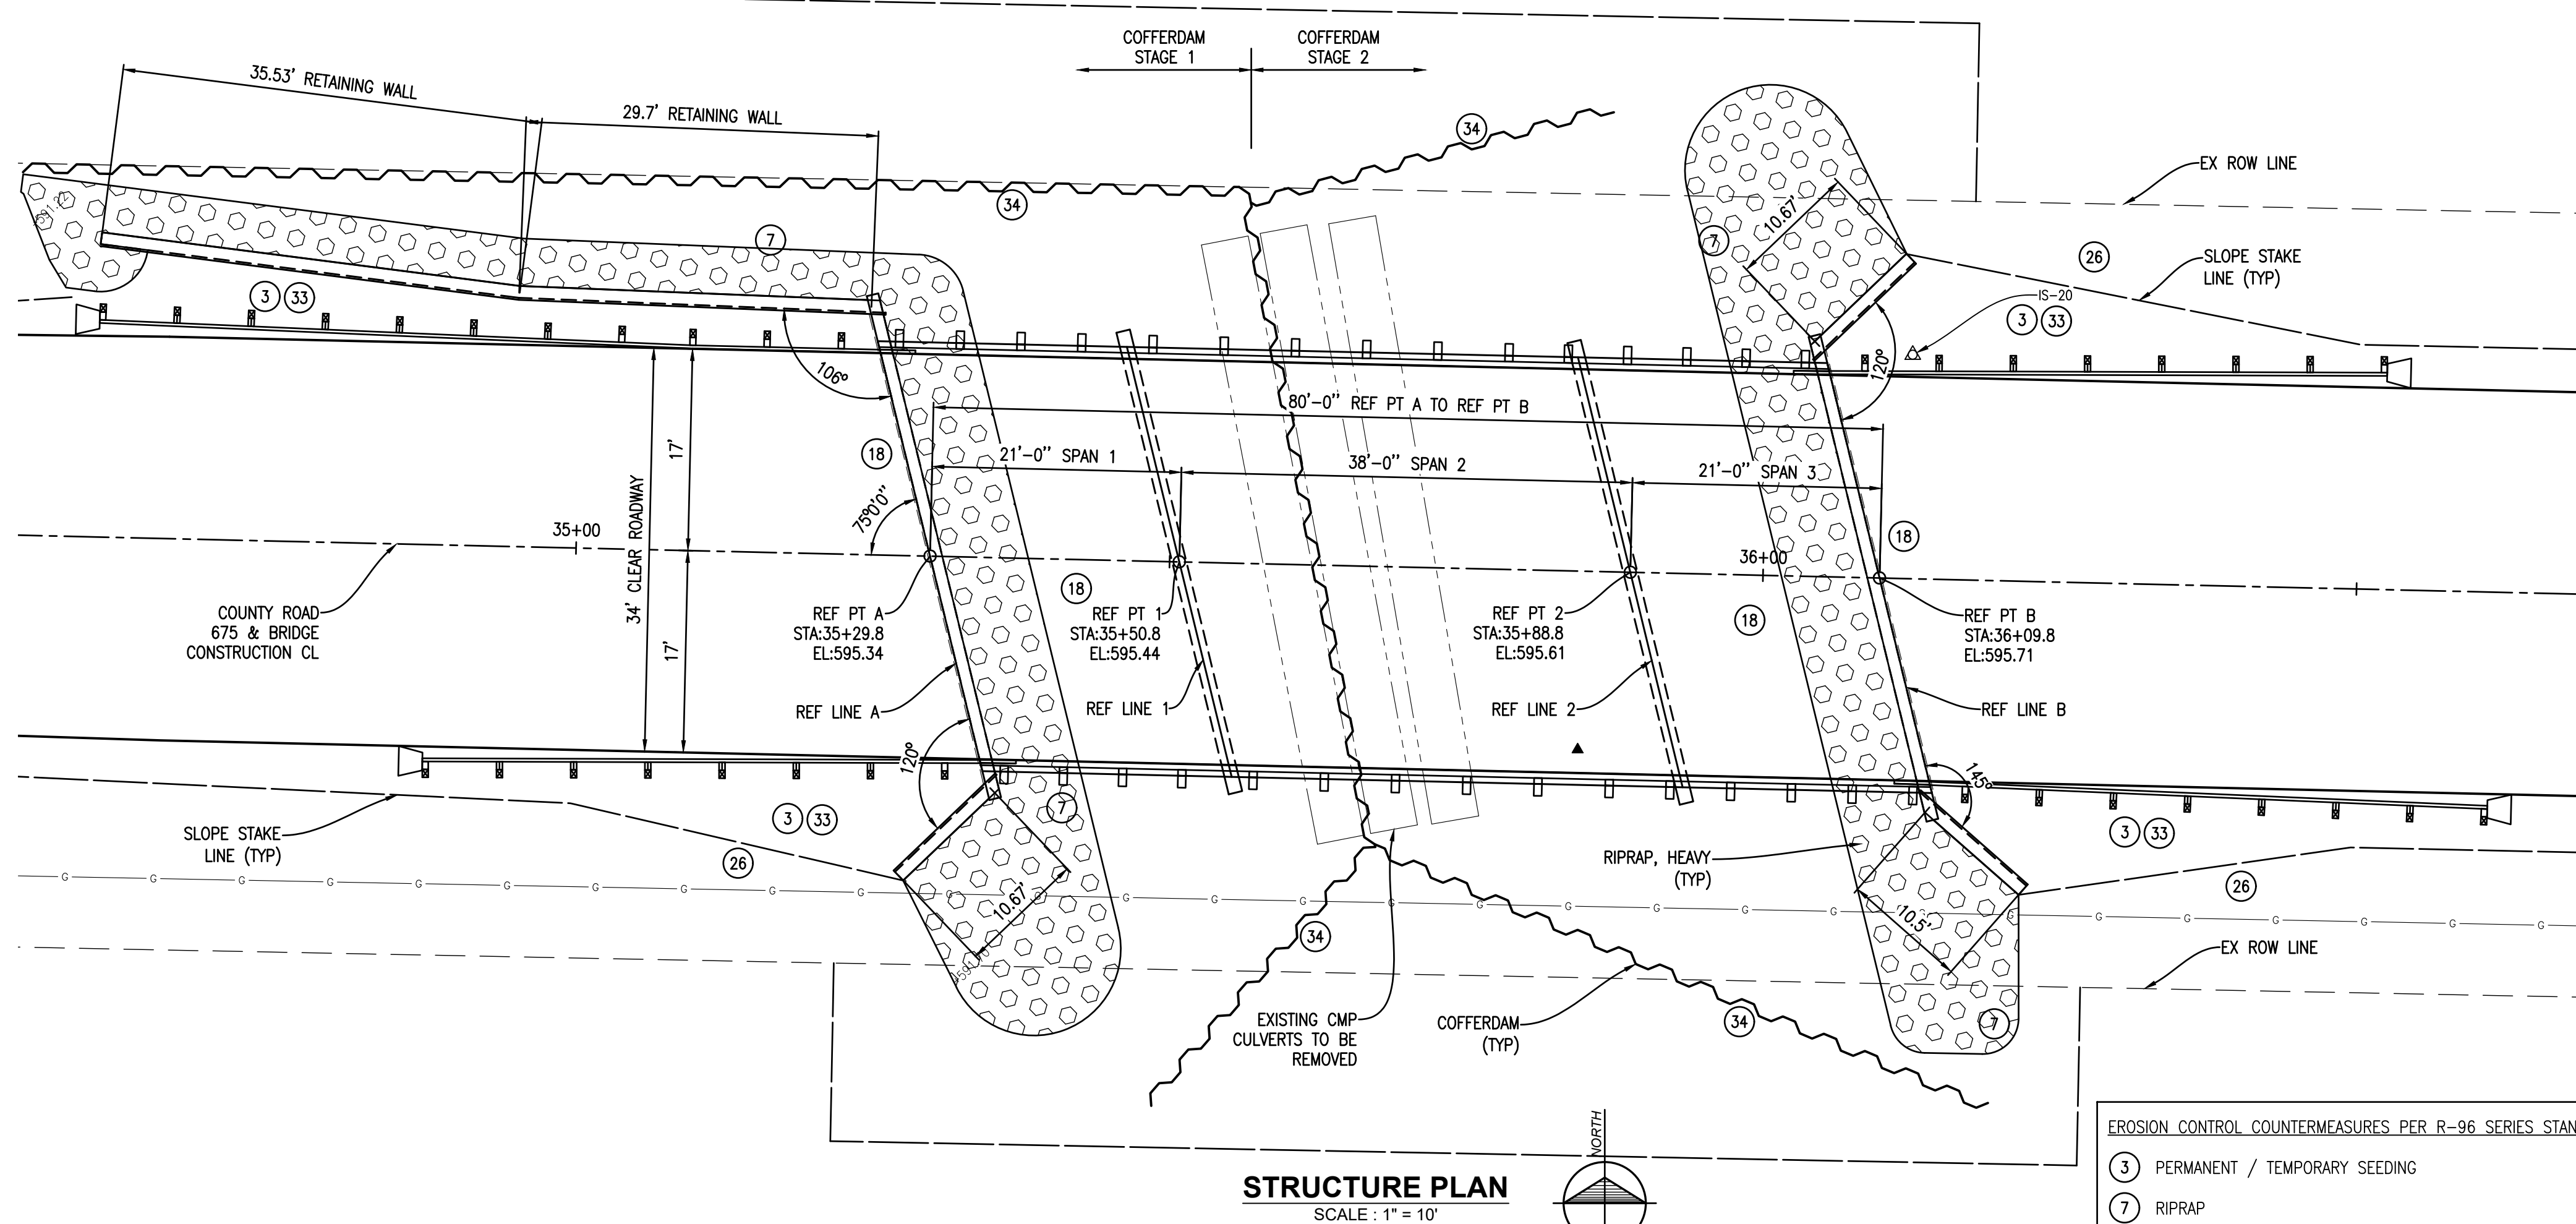 COFFERDAM
STAGE 1
COFFERDAM
STAGE 2
35.53' RETAINING WALL
29.7' RETAINING WALL
34
34
7
7
10.67'
EX ROW LINE
26
SLOPE STAKE
LINE (TYP)
IS-20
3 33
3 33
106°
120°
80'-0" REF PT A TO REF PT B
17'
18
21'-0" SPAN 1
38'-0" SPAN 2
21'-0" SPAN 3
34' CLEAR ROADWAY
75°0'0"
35+00
36+00
18
18
18
COUNTY ROAD
675 & BRIDGE
CONSTRUCTION CL
17'
REF PT A
STA:35+29.8
EL:595.34
REF PT 1
STA:35+50.8
EL:595.44
REF PT 2
STA:35+88.8
EL:595.61
REF PT B
STA:36+09.8
EL:595.71
REF LINE A
REF LINE 1
REF LINE 2
REF LINE B
120°
145°
SLOPE STAKE
LINE (TYP)
3 33
7
3 33
26
RIPRAP, HEAVY
(TYP)
26
G G G G G G G G G G G G G G G G G G G G G G G G G G G G G
10.67'
10.5'
34
EX ROW LINE
EXISTING CMP
CULVERTS TO BE
REMOVED
COFFERDAM
(TYP)
34
7
NORTH
STRUCTURE PLAN
SCALE : 1" = 10'
EROSION CONTROL COUNTERMEASURES PER R-96 SERIES STAN
3 PERMANENT / TEMPORARY SEEDING
7 RIPRAP